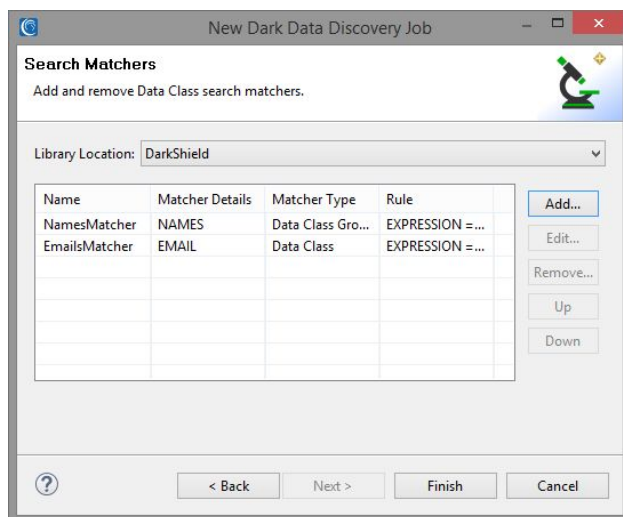 New Dark Data Discovery Job
Search Matchers
Add and remove Data Class search matchers.
Library Location: DarkShield
Name Matcher Details Matcher Type Rule
NamesMatcher NAMES Data Class Gro... EXPRESSION =...
EmailsMatcher EMAIL Data Class EXPRESSION =...
Add...
Edit...
Remove...
Up
Down
? < Back Next > Finish Cancel